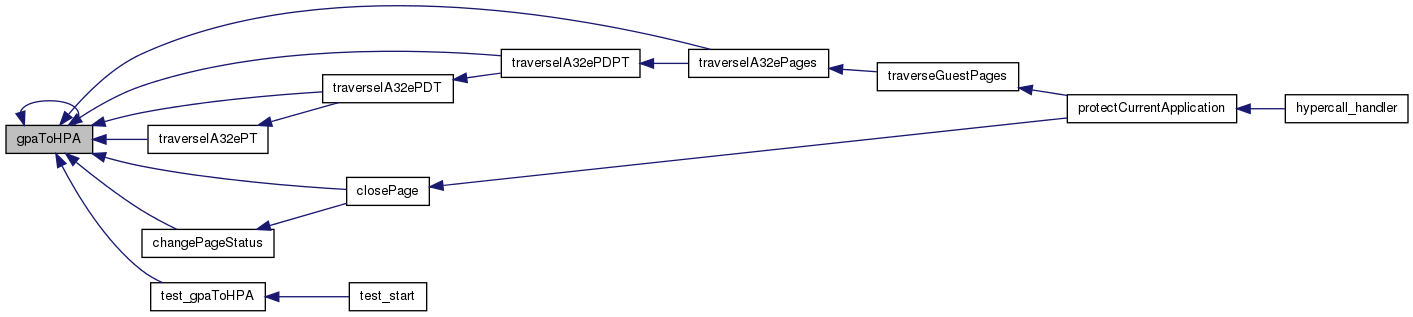 traverseIA32ePDPT
traverseIA32ePages
traverseGuestPages
traverseIA32ePDT
protectCurrentApplication
hypercall_handler
gpaToHPA
traverseIA32ePT
closePage
changePageStatus
test_gpaToHPA
test_start